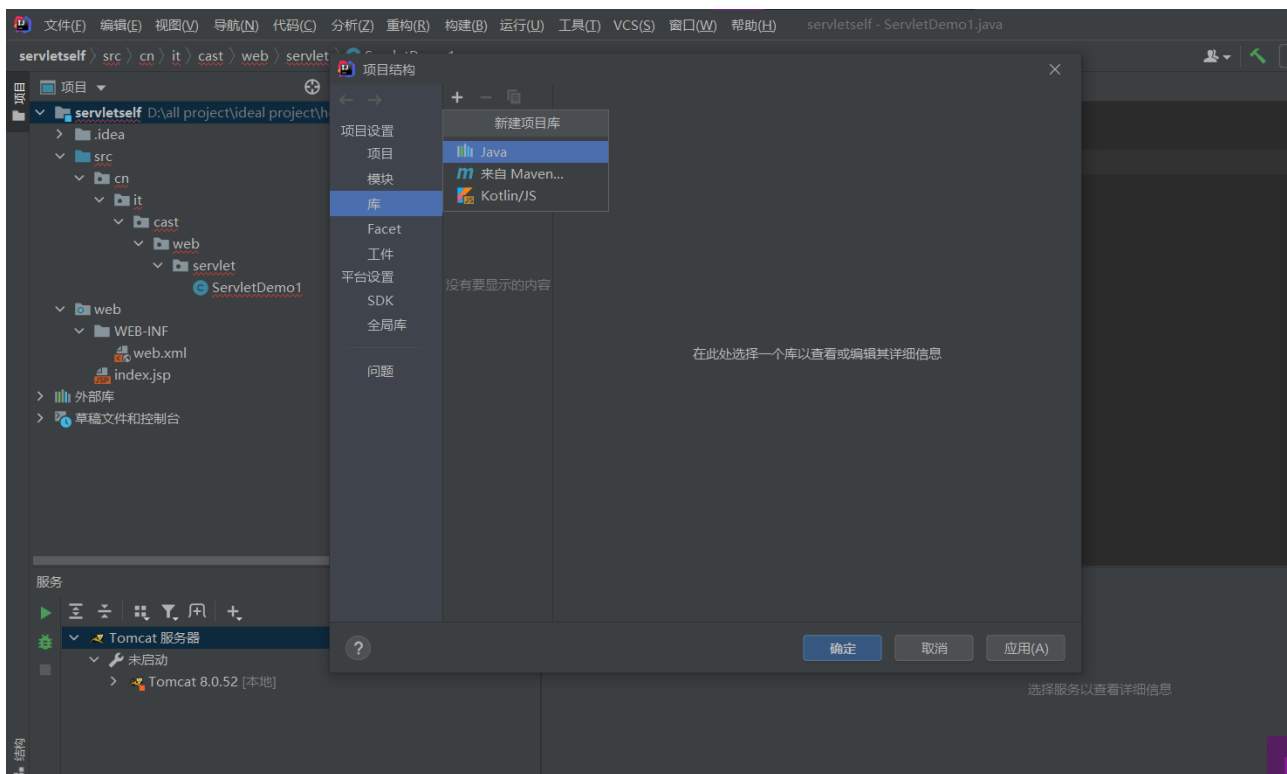 文件(F) 编辑(E) 视图(V) 导航(N) 代码(C) 分析(Z) 重构(R) 构建(B) 运行(U) 工具(T) VCS(S) 窗口(W) 帮助(H) servletself - ServletDemo1.java
servletself src cn it cast web servlet
项目
项目
servletself D:\all project\ideal project\h
.idea
src
cn
it
cast
web
servlet
ServletDemo1
web
WEB-INF
web.xml
index.jsp
外部库
草稿文件和控制台
项目结构
项目设置
项目
模块
库
Facet
工件
平台设置
SDK
全局库
问题
新建项目库
Java
来自 Maven...
Kotlin/JS
没有要显示的内容
在此处选择一个库以查看或编辑其详细信息
?
确定
取消
应用(A)
服务
Tomcat 服务器
未启动
Tomcat 8.0.52 [本地]
选择服务以查看详细信息
结构